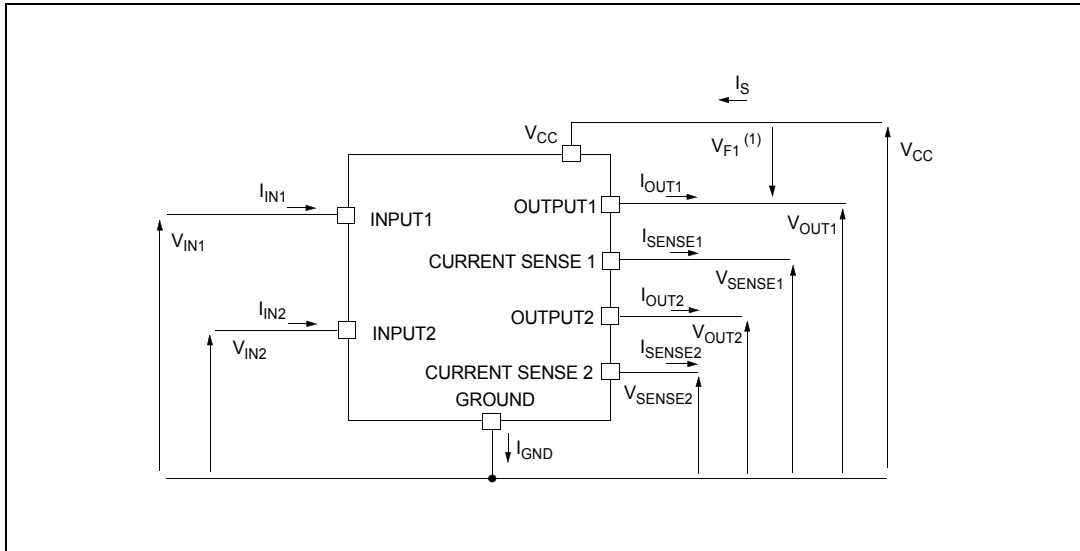 I_S
V_CC
V_F1 (1)
V_CC
I_IN1
I_OUT1
INPUT1
OUTPUT1
V_IN1
V_OUT1
I_SENSE1
CURRENT SENSE 1
V_SENSE1
I_IN2
I_OUT2
INPUT2
OUTPUT2
V_IN2
V_OUT2
I_SENSE2
CURRENT SENSE 2
V_SENSE2
GROUND
I_GND